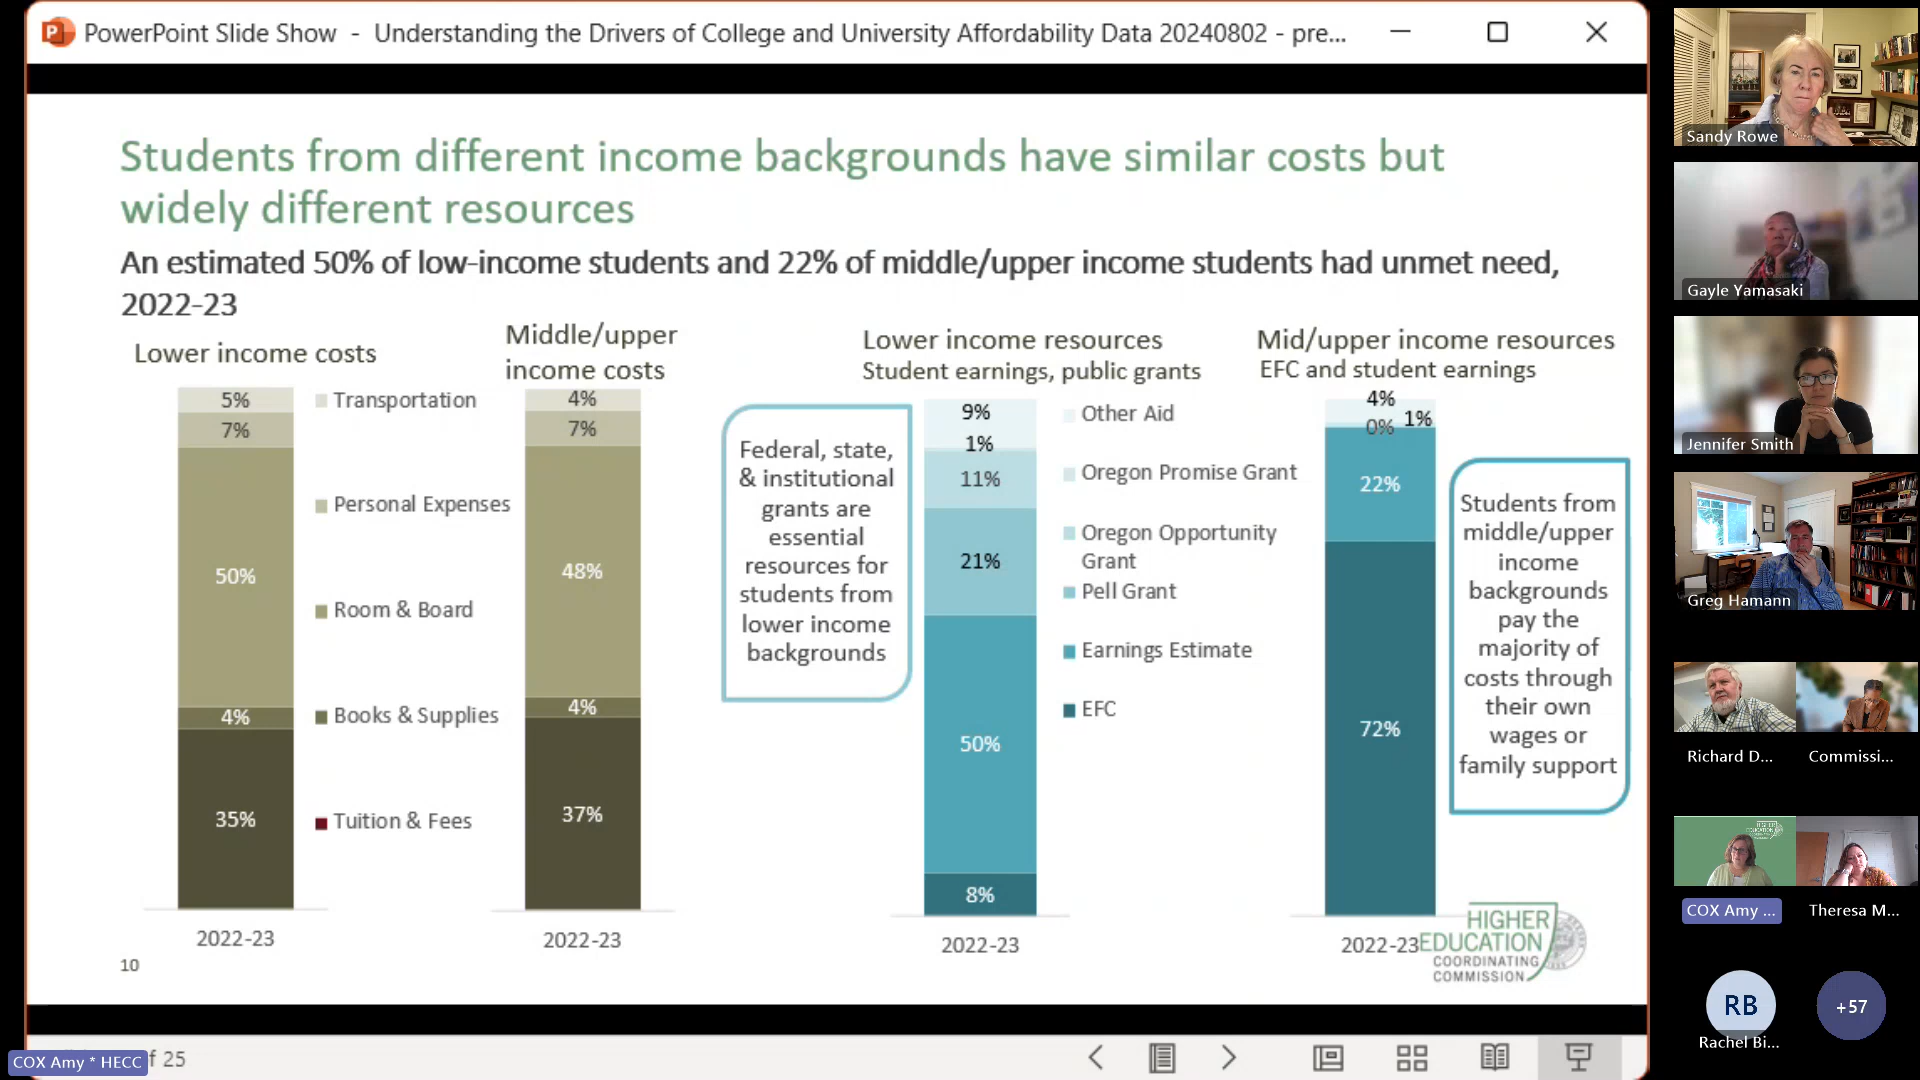 PowerPoint Slide Show - Understanding the Drivers of College and University Affordability Data 20240802 - pre...
Students from different income backgrounds have similar costs but
widely different resources
An estimated 50% of low-income students and 22% of middle/upper income students had unmet need,
2022-23
Lower income costs
5%
7%
50%
4%
35%
2022-23
Transportation
Personal Expenses
Room & Board
Books & Supplies
Tuition & Fees
Middle/upper
income costs
4%
7%
48%
4%
37%
2022-23
Federal, state,
& institutional
grants are
essential
resources for
students from
lower income
backgrounds
Lower income resources
Student earnings, public grants
9%
1%
11%
21%
50%
8%
2022-23
Other Aid
Oregon Promise Grant
Oregon Opportunity
Grant
Pell Grant
Earnings Estimate
EFC
Mid/upper income resources
EFC and student earnings
4%
0% 1%
22%
72%
2022-23
Students from
middle/upper
income
backgrounds
pay the
majority of
costs through
their own
wages or
family support
HIGHER
EDUCATION
COORDINATING
COMMISSION
10
COX Amy * HECC
f 25
Sandy Rowe
Gayle Yamasaki
Jennifer Smith
Greg Hamann
Richard D...
Commissi...
HIGHER
EDUCATION
COX Amy ...
Theresa M...
RB
+57
Rachel Bi...